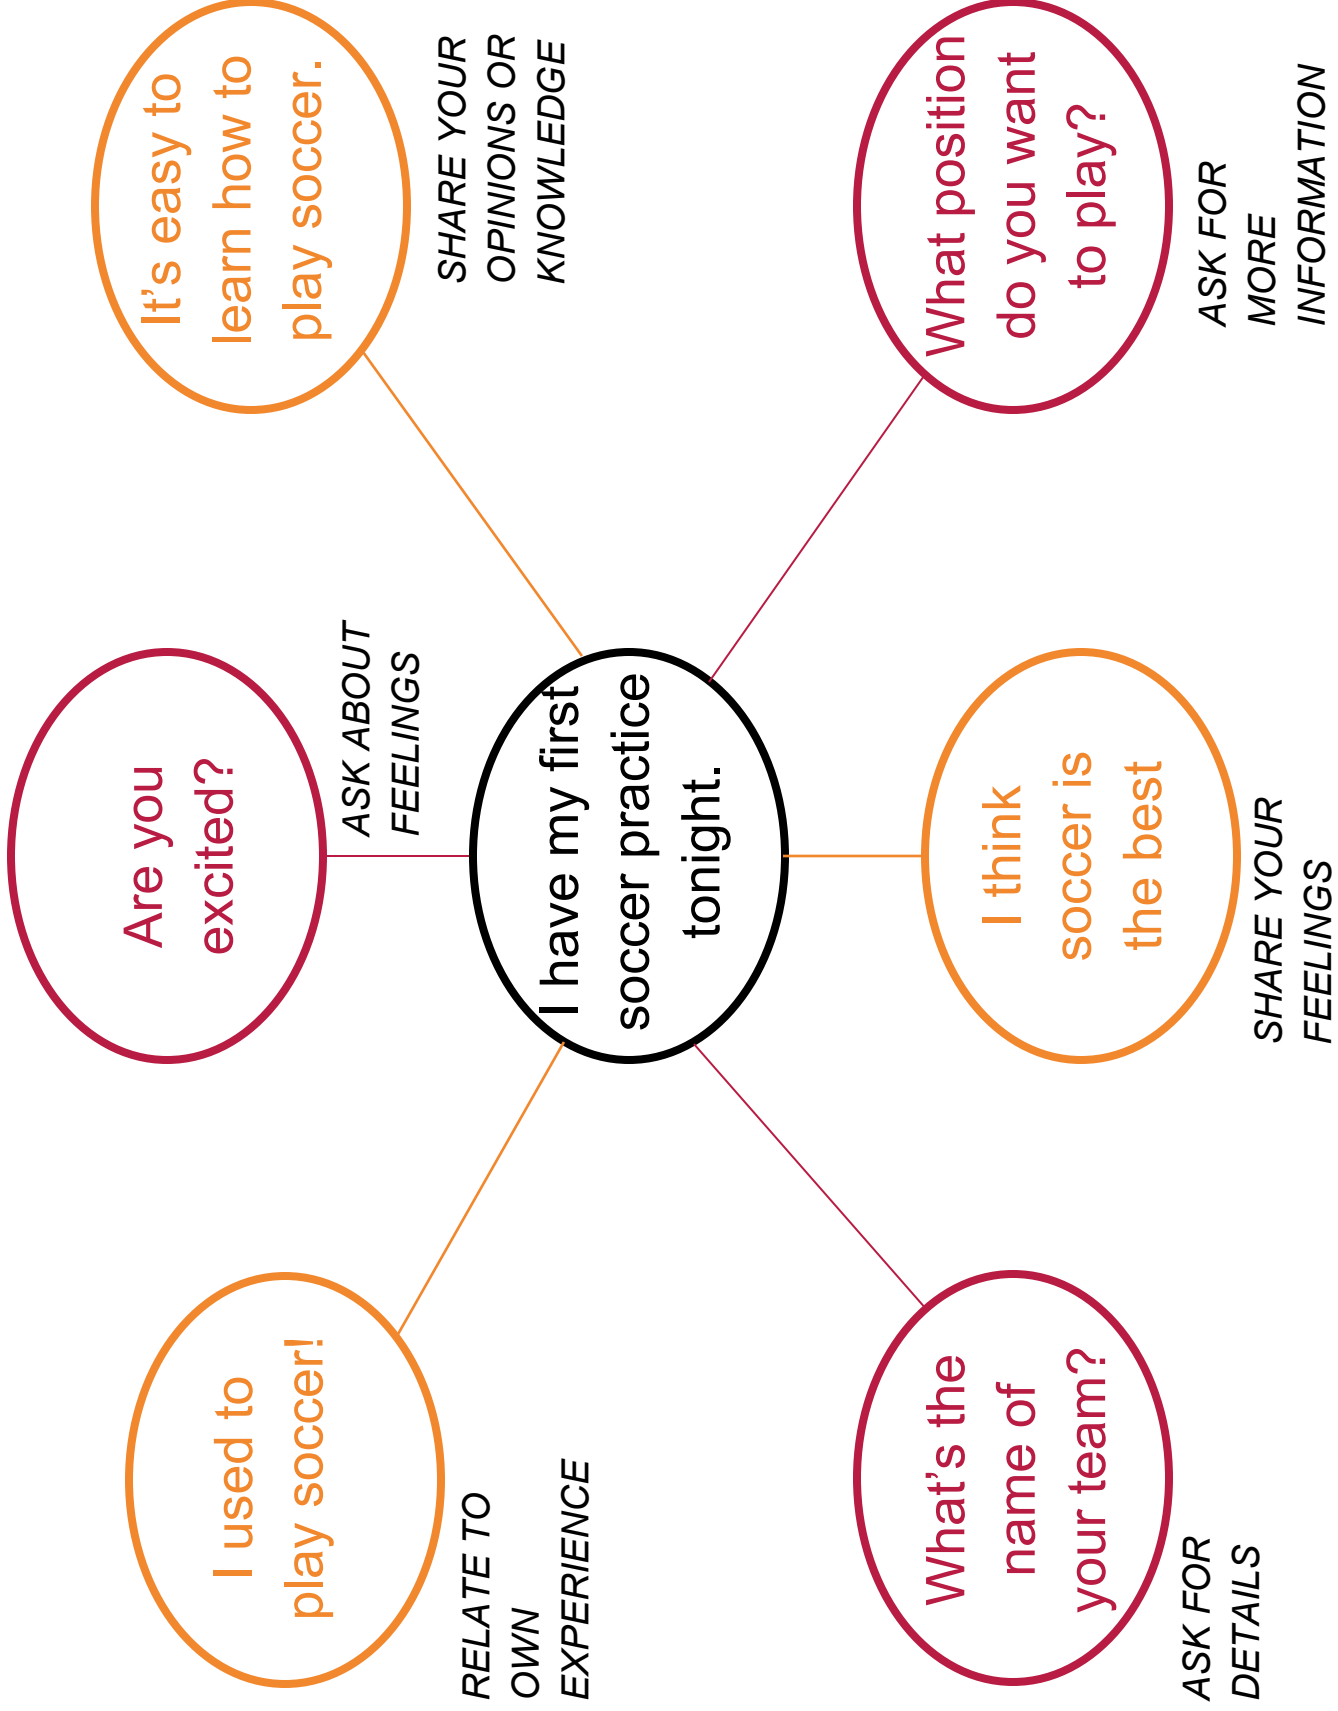 I used to
play soccer!
RELATE TO
OWN
EXPERIENCE
Are you
excited?
ASK ABOUT
FEELINGS
It’s easy to
learn how to
play soccer.
SHARE YOUR
OPINIONS OR
KNOWLEDGE
I have my first
soccer practice
tonight.
What’s the
name of
your team?
ASK FOR
DETAILS
I think
soccer is
the best
SHARE YOUR
FEELINGS
What position
do you want
to play?
ASK FOR
MORE
INFORMATION